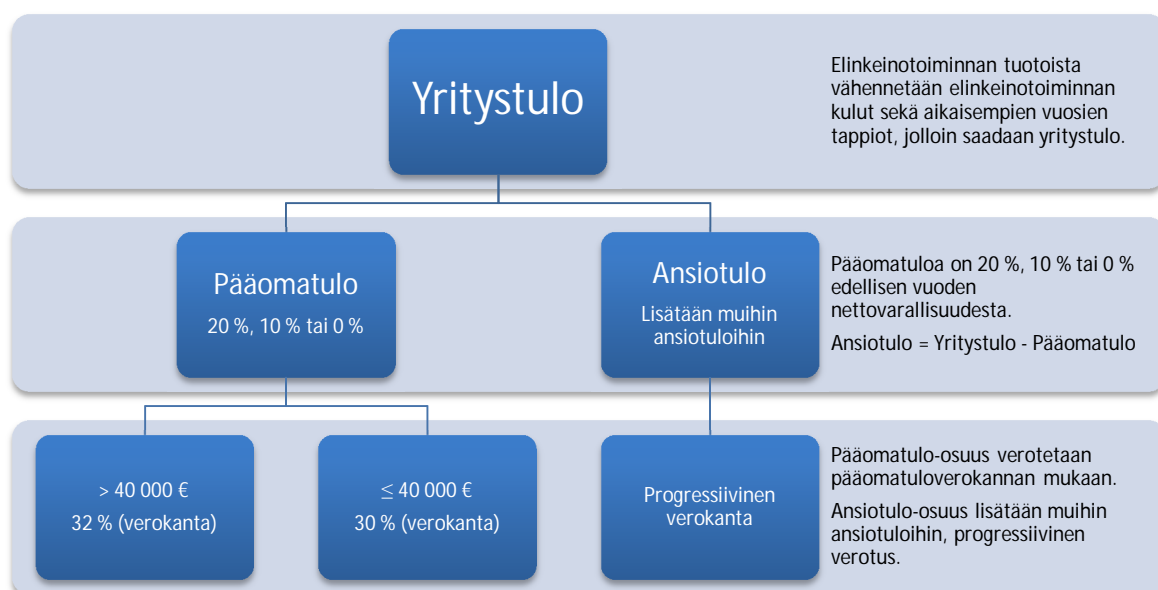 Yritystulo
Elinkeinotoiminnan tuotoista
vähennetään elinkeinotoiminnan
kulut sekä aikaisempien vuosien
tappiot, jolloin saadaan yritystulo.
Pääomatulo
20 %, 10 % tai 0 %
Ansiotulo
Lisätään muihin
ansiotuloihin
Pääomatuloa on 20 %, 10 % tai 0 %
edellisen vuoden
nettovarallisuudesta.
Ansiotulo = Yritystulo - Pääomatulo
> 40 000 €
32 % (verokanta)
≤ 40 000 €
30 % (verokanta)
Progressiivinen
verokanta
Pääomatulo-osuus verotetaan
pääomatuloverokannan mukaan.
Ansiotulo-osuus lisätään muihin
ansiotuloihin, progressiivinen
verotus.